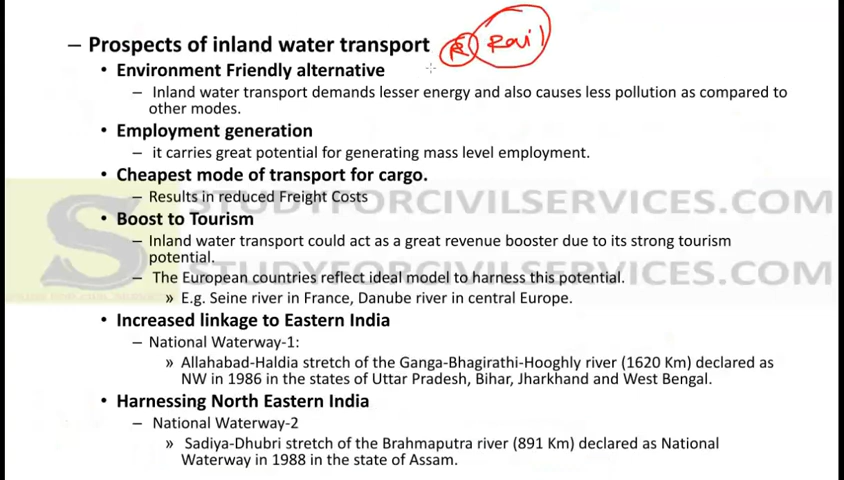 – Prospects of inland water transport Rail
• Environment Friendly alternative
– Inland water transport demands lesser energy and also causes less pollution as compared to
other modes.
• Employment generation
– it carries great potential for generating mass level employment.
• Cheapest mode of transport for cargo.
– Results in reduced Freight Costs
STUDYFORCIVILSERVICES.COM
• Boost to Tourism
– Inland water transport could act as a great revenue booster due to its strong tourism
potential.
– The European countries reflect ideal model to harness this potential.
STUDYFORCIVILSERVICES.COM
» E.g. Seine river in France, Danube river in central Europe.
• Increased linkage to Eastern India
– National Waterway-1:
» Allahabad-Haldia stretch of the Ganga-Bhagirathi-Hooghly river (1620 Km) declared as
NW in 1986 in the states of Uttar Pradesh, Bihar, Jharkhand and West Bengal.
• Harnessing North Eastern India
– National Waterway-2
» Sadiya-Dhubri stretch of the Brahmaputra river (891 Km) declared as National
Waterway in 1988 in the state of Assam.